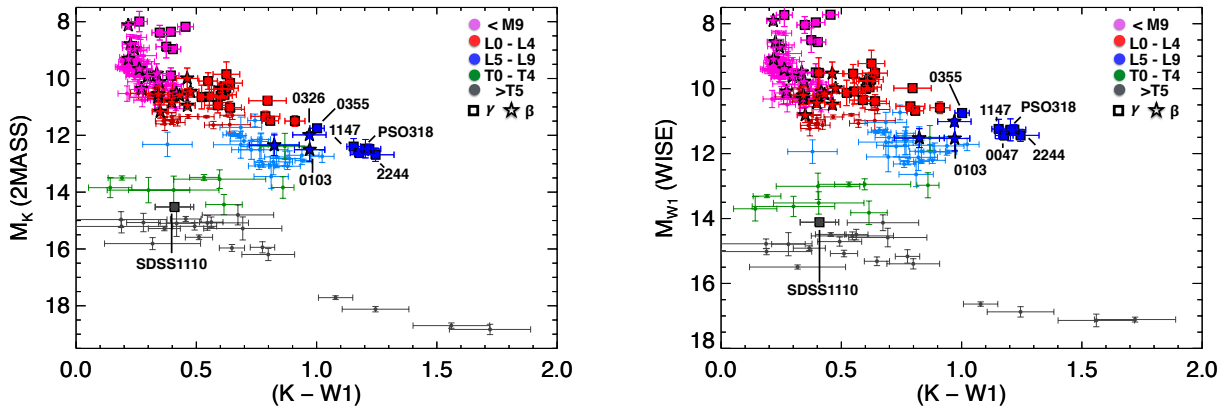 8
10
12
14
16
18
M_K (2MASS)
0.0 0.5 1.0 1.5 2.0
(K − W1)
< M9
L0 - L4
L5 - L9
T0 - T4
>T5
γ β
0326
0355
1147
PSO318
0103
2244
SDSS1110
8
10
12
14
16
18
M_W1 (WISE)
0.0 0.5 1.0 1.5 2.0
(K − W1)
< M9
L0 - L4
L5 - L9
T0 - T4
>T5
γ β
0355
1147
PSO318
0103
0047
2244
SDSS1110